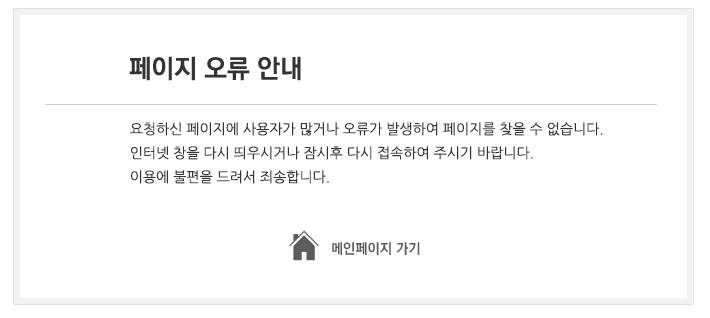 페이지 오류 안내
요청하신 페이지에 사용자가 많거나 오류가 발생하여 페이지를 찾을 수 없습니다.
인터넷 창을 다시 띄우시거나 잠시후 다시 접속하여 주시기 바랍니다.
이용에 불편을 드려서 죄송합니다.
메인페이지 가기